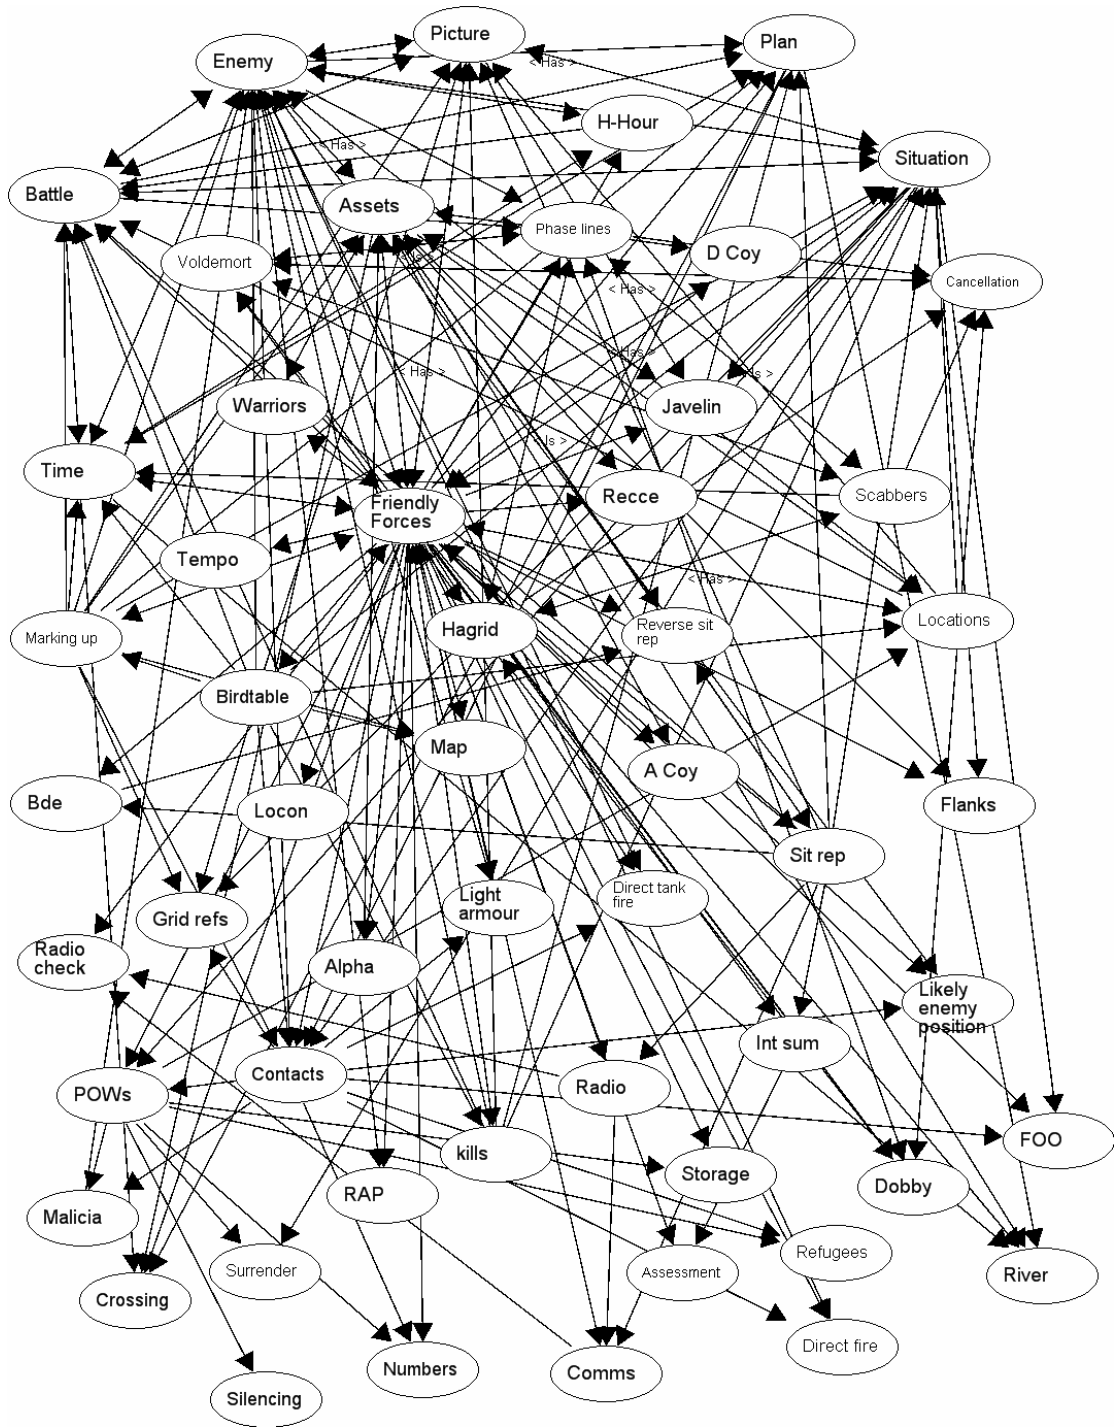 Picture
Plan
Enemy
< Has >
H-Hour
< Has >
Situation
Battle
Assets
Phase lines
D Coy
Voldemort
Cancellation
< Has >
< Has >
< Has >
Warriors
Javelin
< Is >
Time
Friendly
Forces
Recce
Scabbers
Tempo
< Has >
Marking up
Hagrid
Reverse sit
rep
Locations
Birdtable
Map
A Coy
Bde
Locon
Flanks
Sit rep
Grid refs
Light
armour
Direct tank
fire
Radio
check
Alpha
Likely
enemy
position
Int sum
POWs
Contacts
Radio
kills
FOO
Malicia
RAP
Storage
Dobby
Surrender
Assessment
Refugees
River
Crossing
Numbers
Comms
Direct fire
Silencing